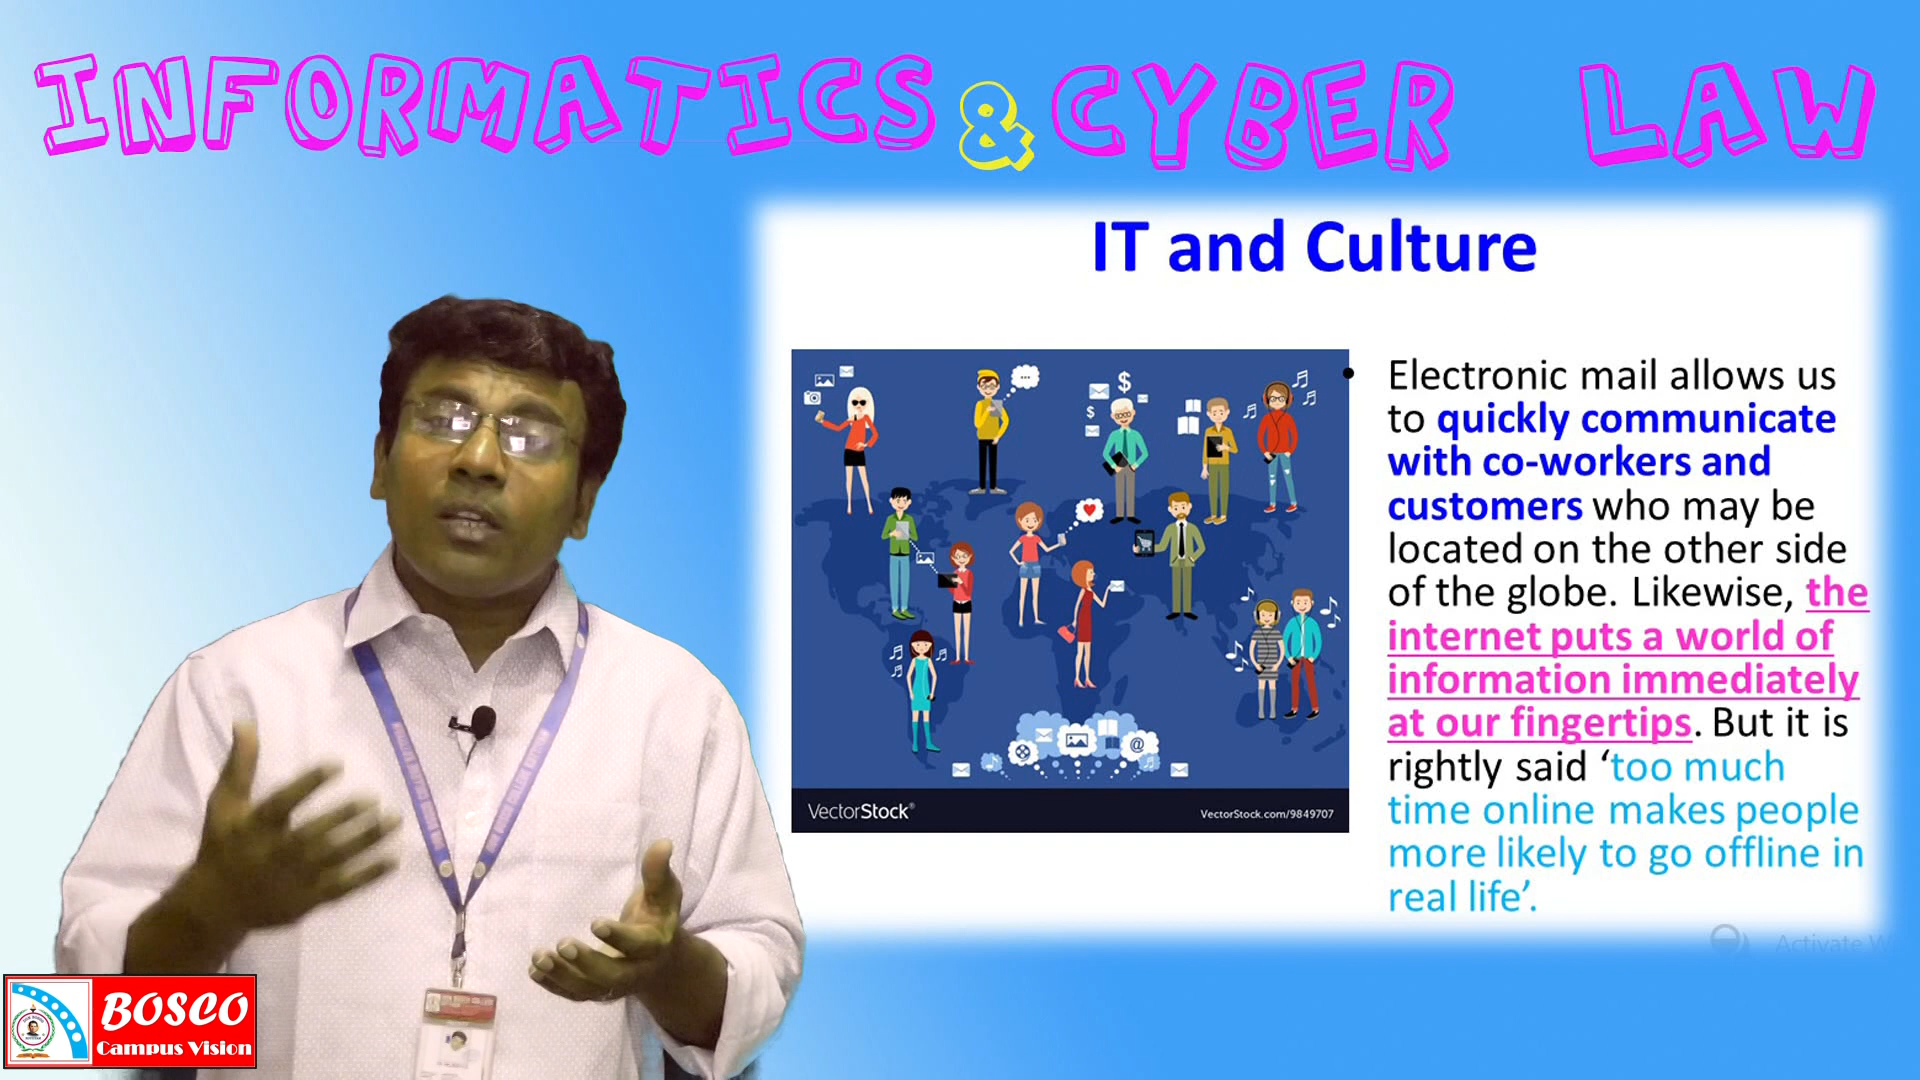 INFORMATICS & CYBER LAW
IT and Culture
• Electronic mail allows us
to quickly communicate
with co-workers and
customers who may be
located on the other side
of the globe. Likewise, the
internet puts a world of
information immediately
at our fingertips. But it is
rightly said ‘too much
time online makes people
more likely to go offline in
real life’.
$
$
@
VectorStock®
VectorStock.com/9849707
Activate W
BOSCO
Campus Vision